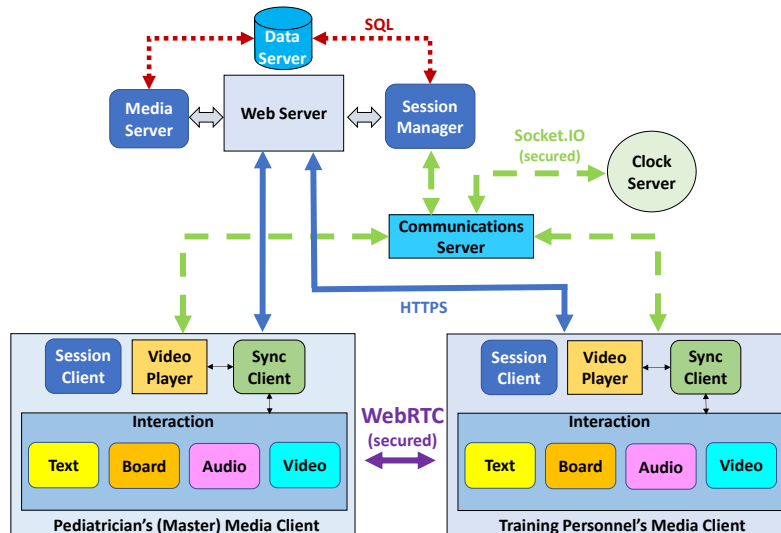 Data
Server
SQL
Media
Server
Web Server
Session
Manager
Socket.IO
(secured)
Clock
Server
Communications
Server
HTTPS
Session
Client
Video
Player
Sync
Client
Interaction
Text
Board
Audio
Video
Pediatrician's (Master) Media Client
WebRTC
(secured)
Session
Client
Video
Player
Sync
Client
Interaction
Text
Board
Audio
Video
Training Personnel's Media Client